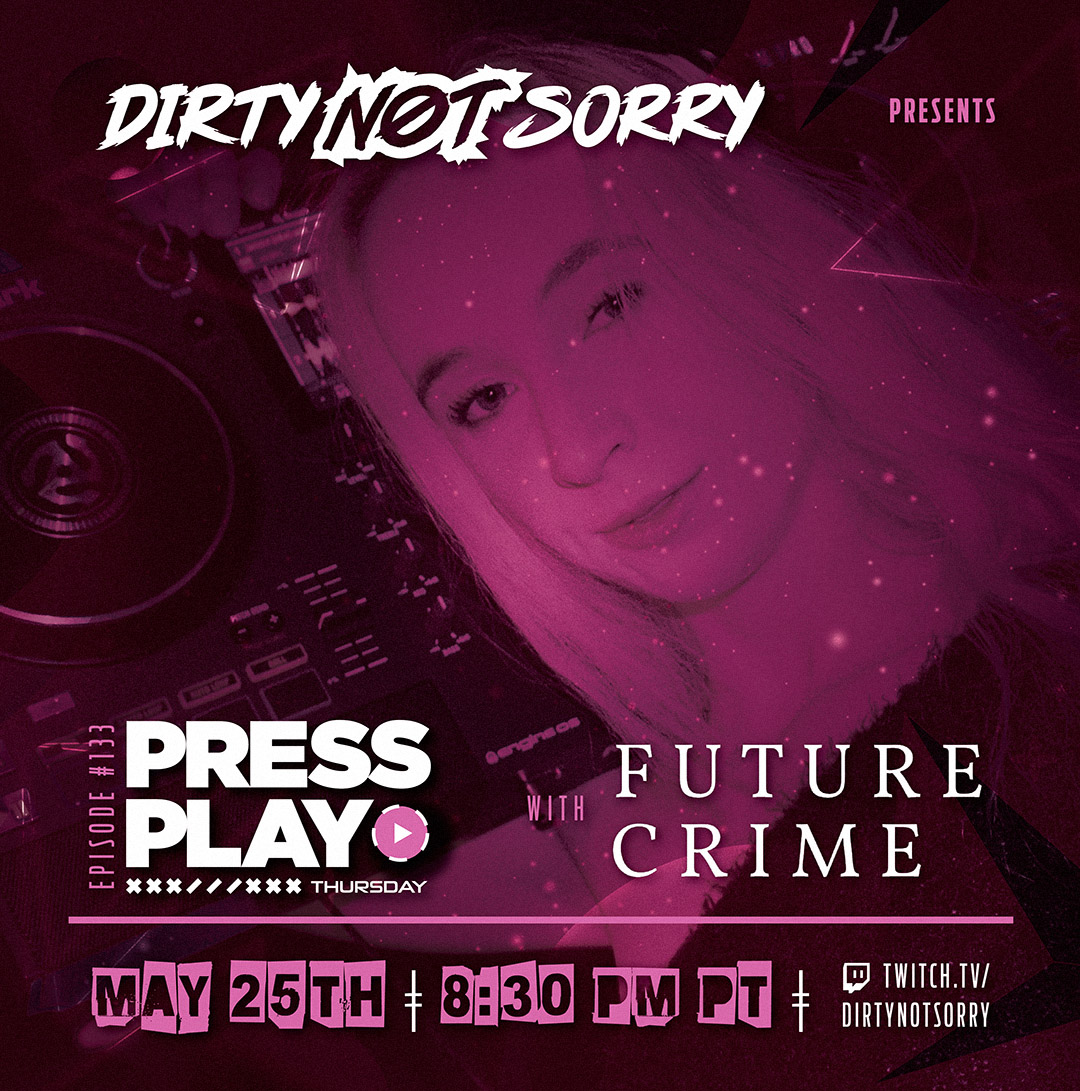 DIRTY NOT SORRY
PRESENTS
EPISODE #133
PRESS
PLAY
THURSDAY
WITH
FUTURE
CRIME
MAY 25TH
8:30 PM PT
TWITCH.TV/
DIRTYNOTSORRY